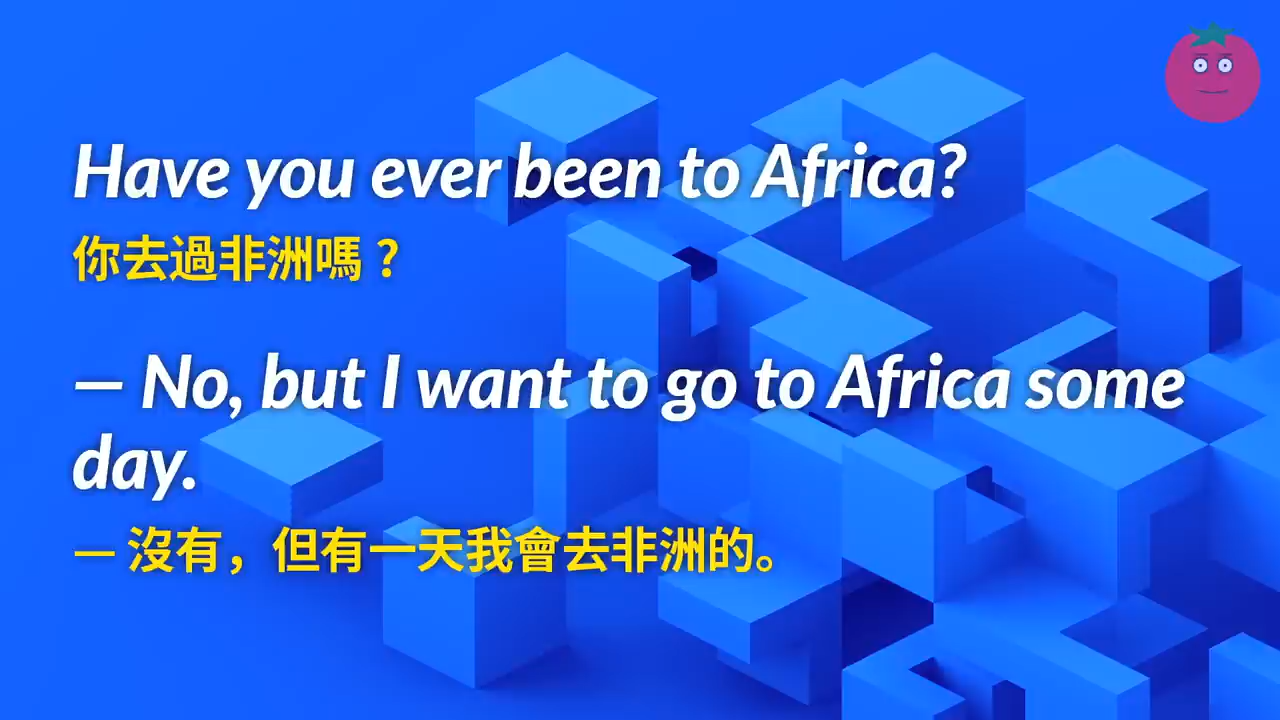 Have you ever been to Africa?
你去過非洲嗎？
— No, but I want to go to Africa some
day.
— 沒有，但有一天我會去非洲的。